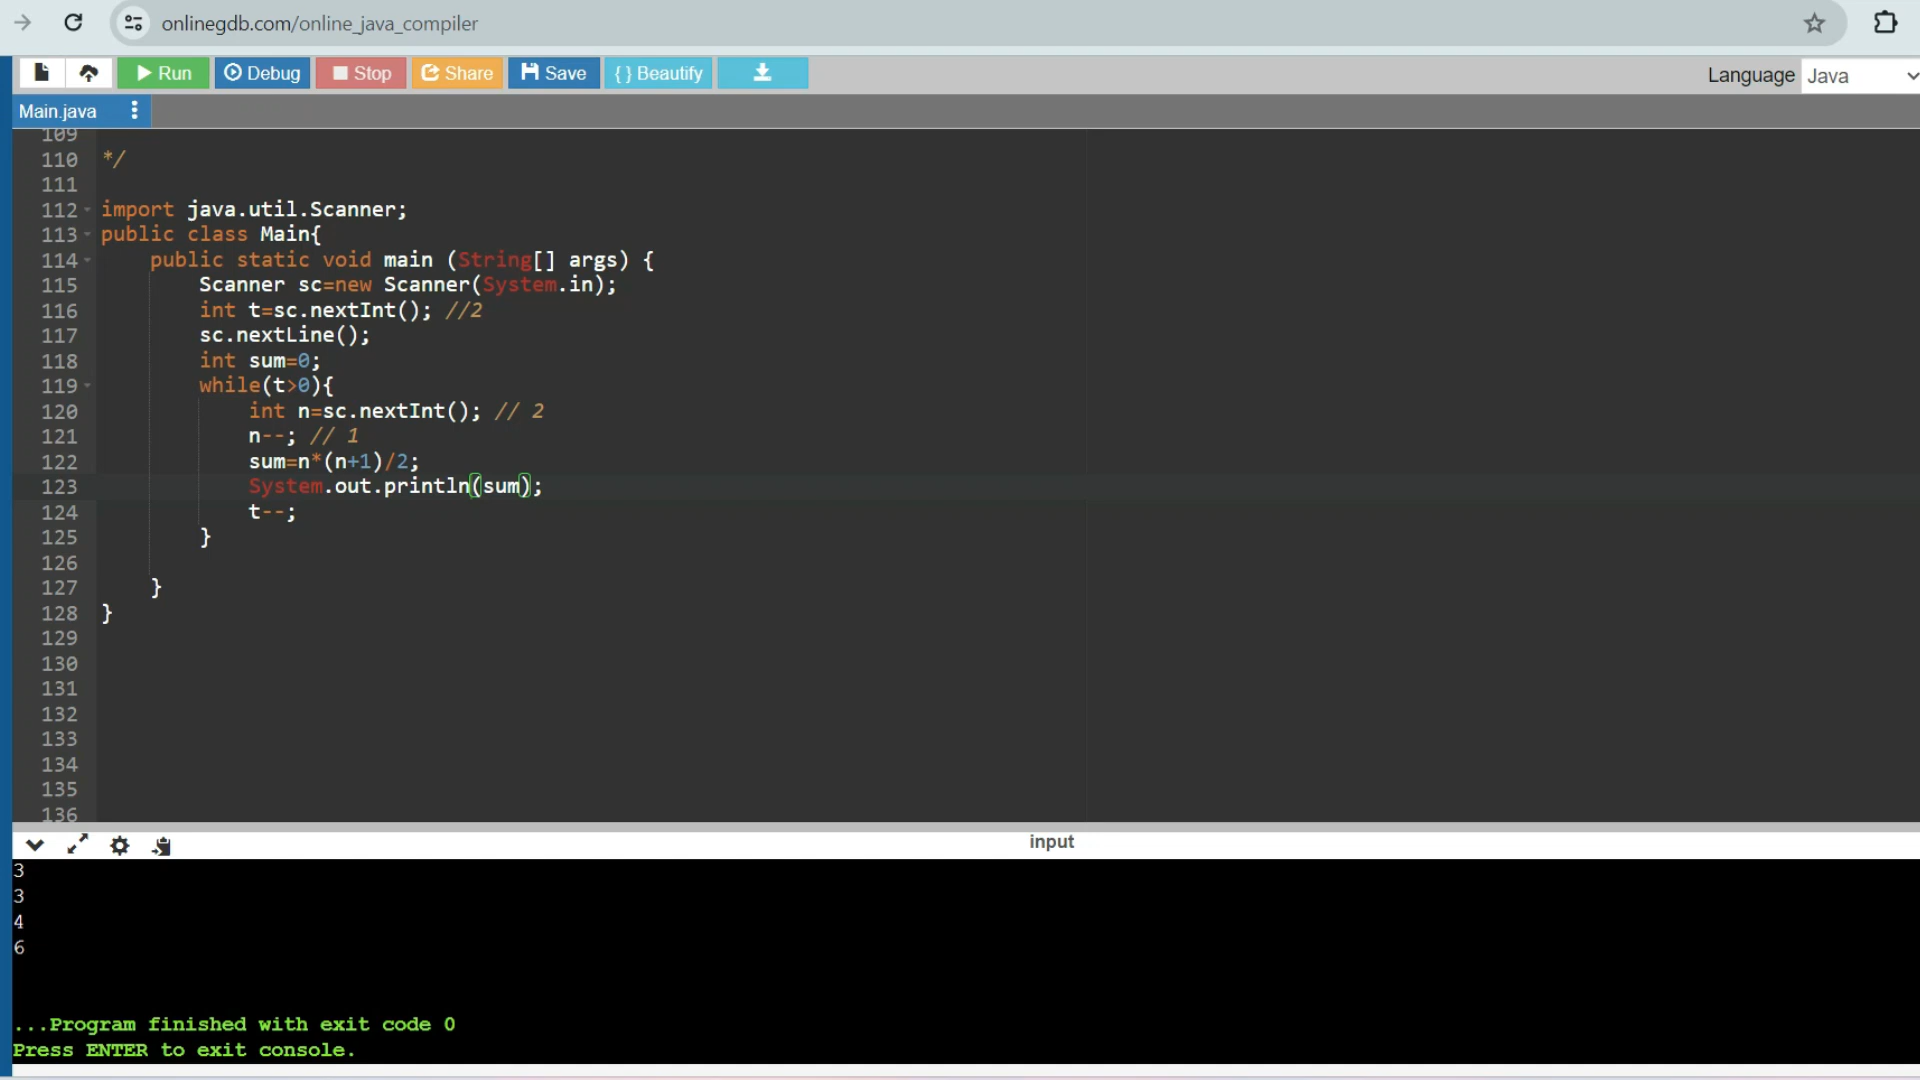 onlinegdb.com/online_java_compiler
Run Debug Stop Share Save {} Beautify
Language Java
Main.java
109
110 */
111
112 import java.util.Scanner;
113 public class Main{
114 public static void main (String[] args) {
115 Scanner sc=new Scanner(System.in);
116 int t=sc.nextInt(); //2
117 sc.nextLine();
118 int sum=0;
119 while(t>0){
120 int n=sc.nextInt(); // 2
121 n--; // 1
122 sum=n*(n+1)/2;
123 System.out.println(sum);
124 t--;
125 }
126
127 }
128 }
129
130
131
132
133
134
135
136
input
3
3
4
6
...Program finished with exit code 0
Press ENTER to exit console.